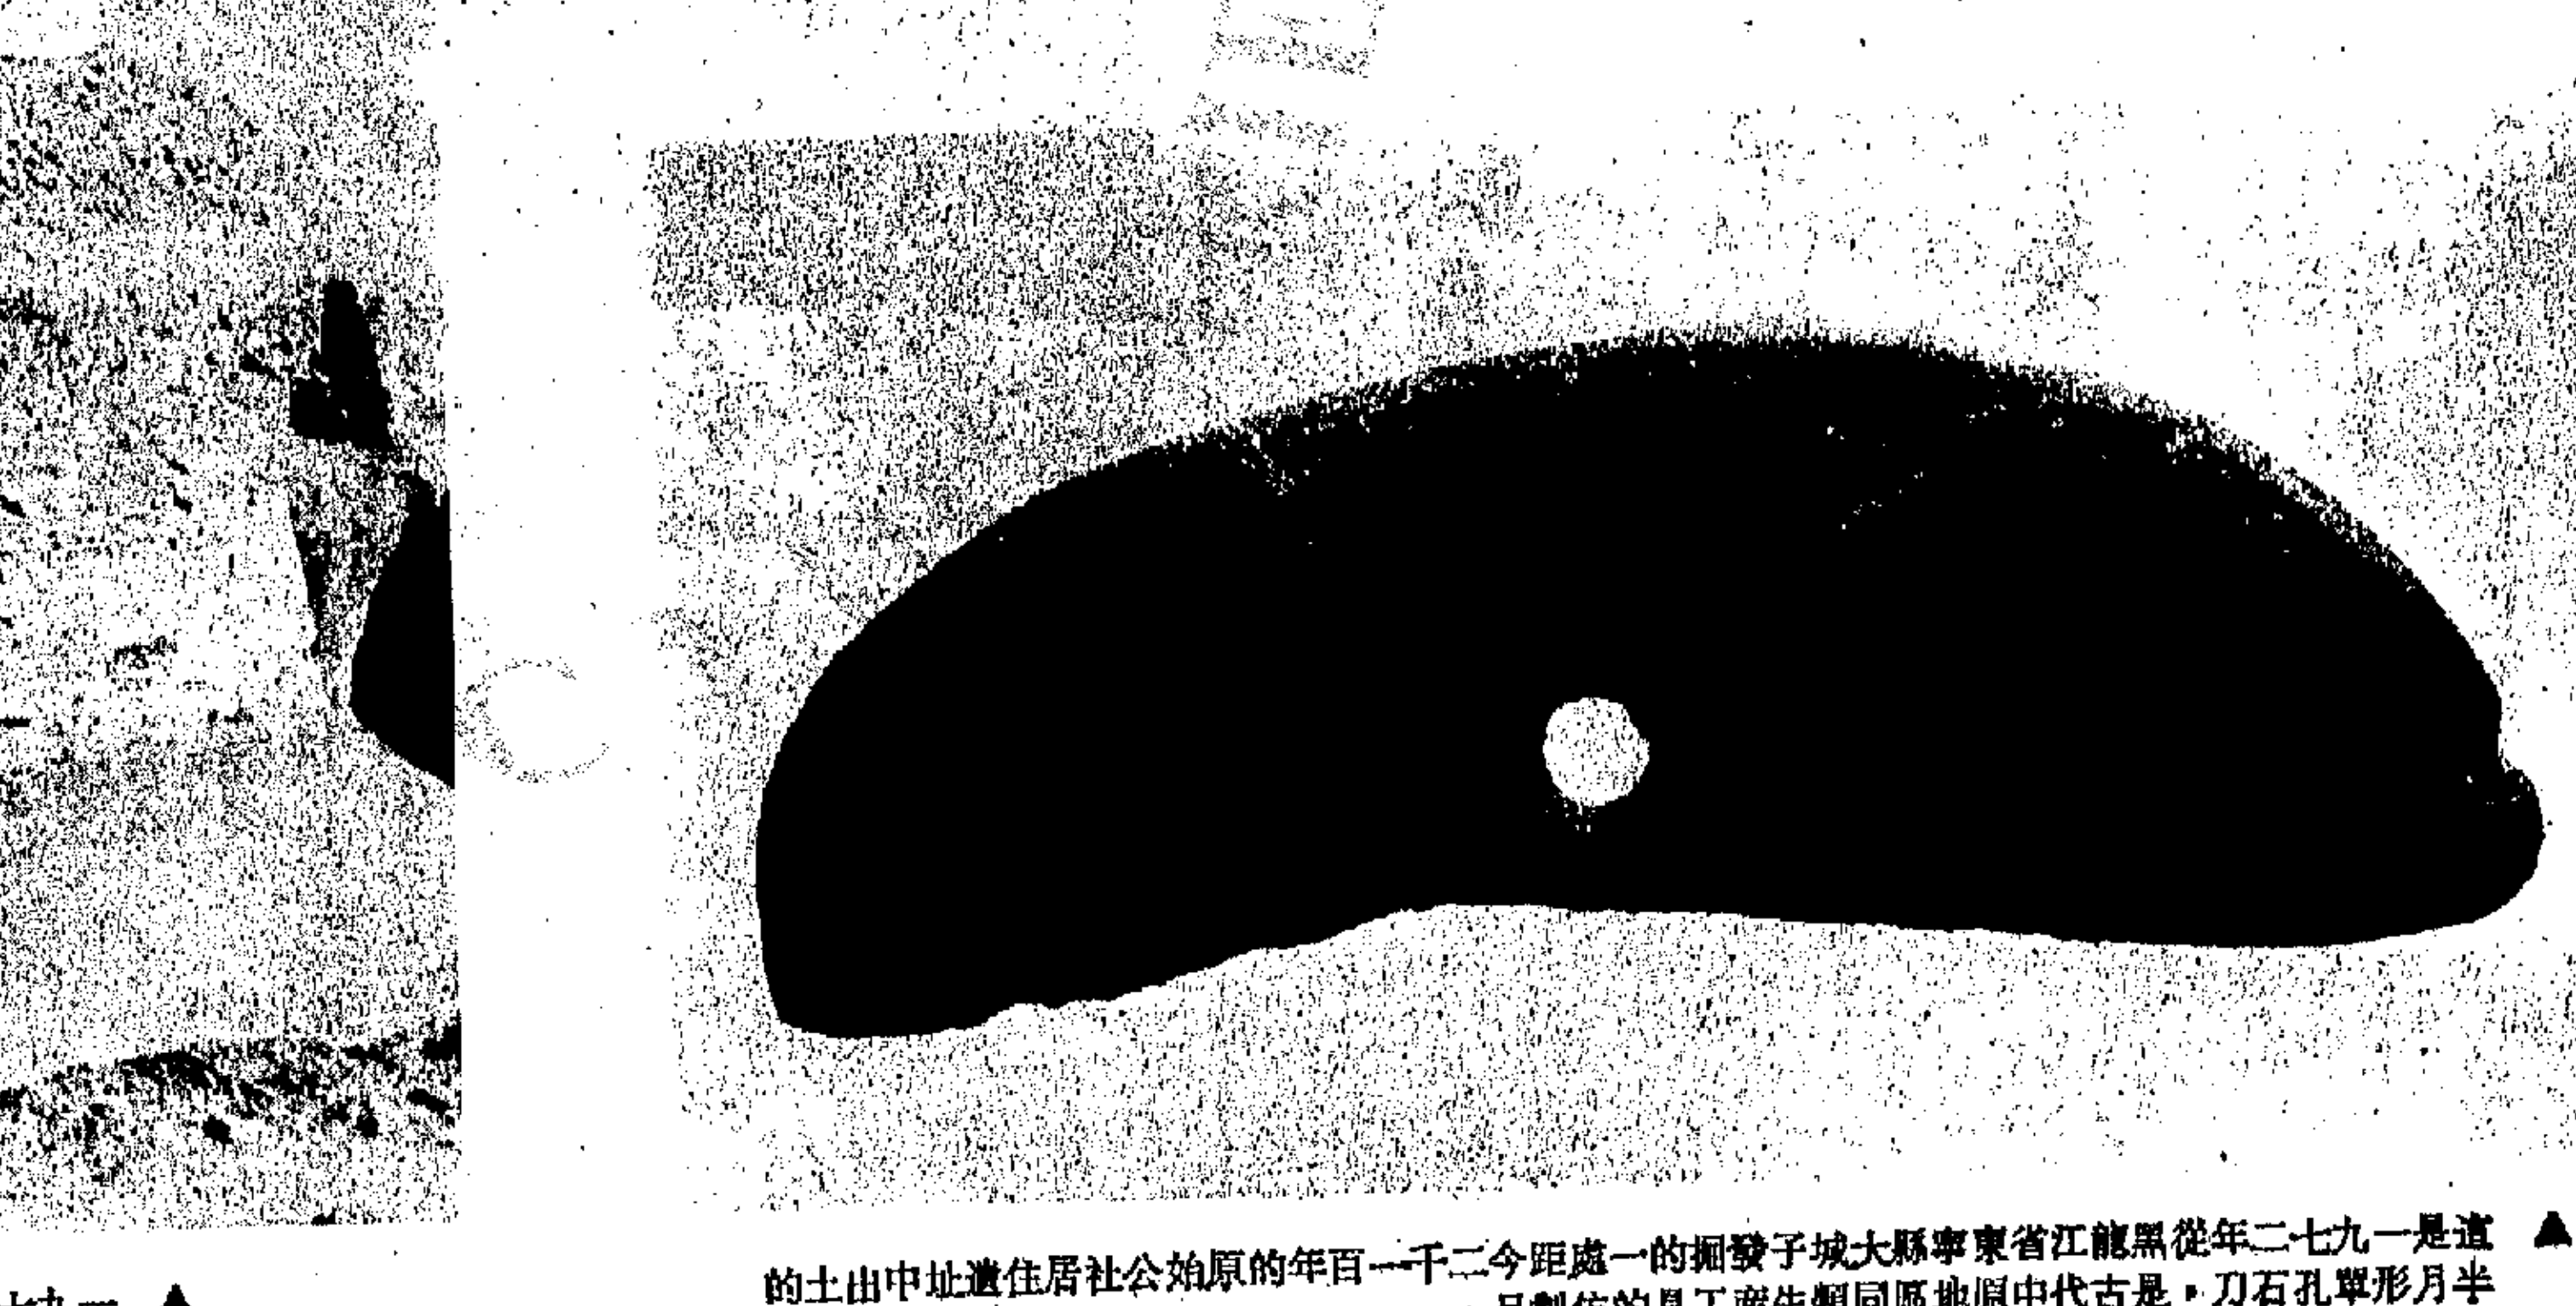 ▲ 這是一九七二年從黑龍江省東寧縣大城子發掘的一處距今二千一百年的原始公社居住遺址中出土的
半月形單孔石刀，是古代中原地區同類生產工具的仿製品
▲ 一九七